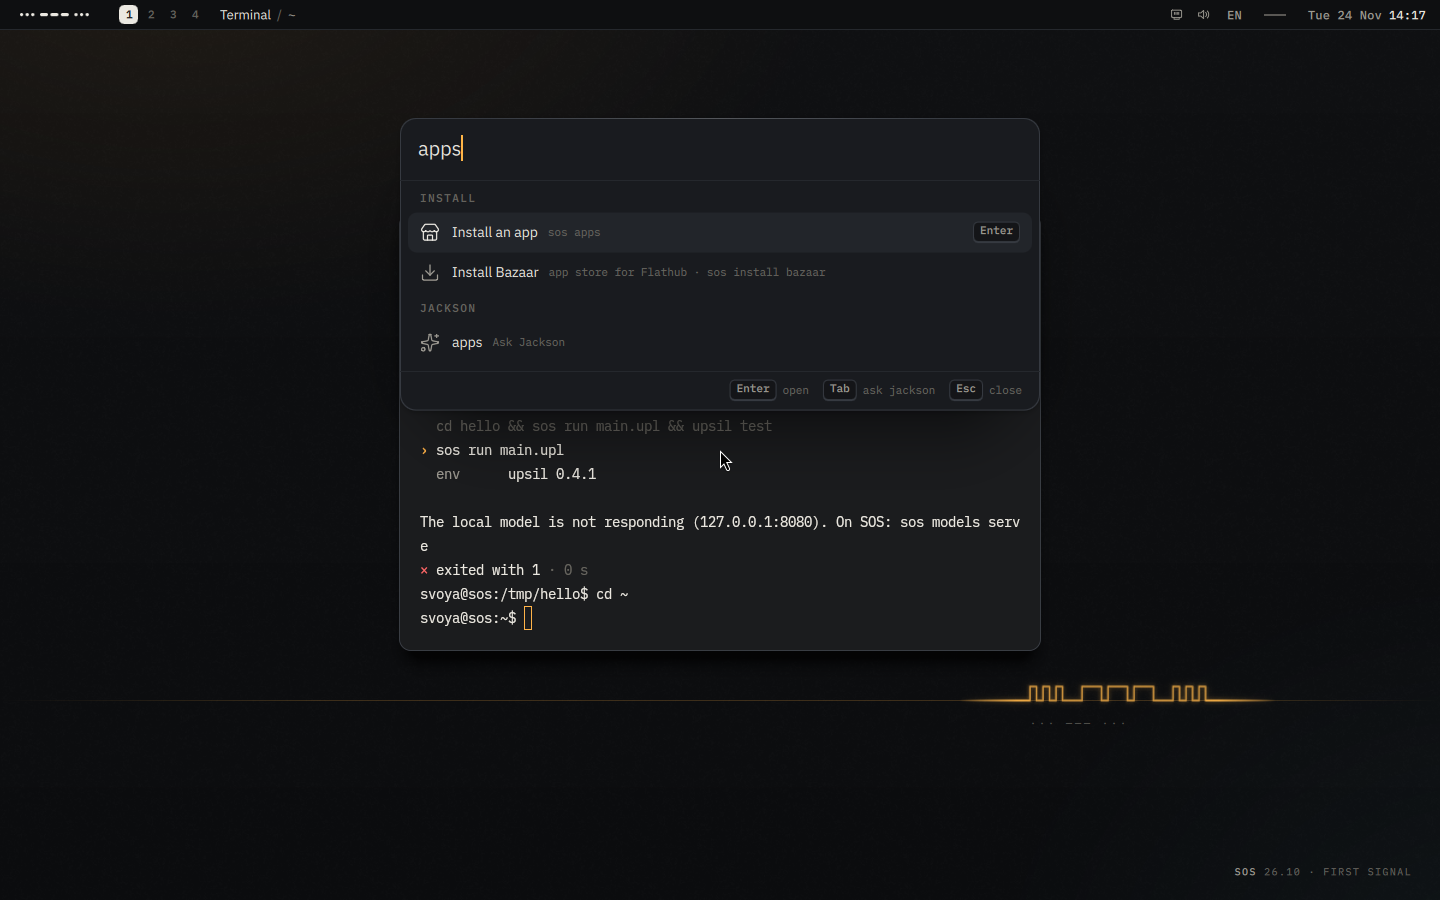 1 2 3 4 Terminal / ~ EN Tue 24 Nov 14:17
apps
INSTALL
Install an app sos apps Enter
Install Bazaar app store for Flathub · sos install bazaar
JACKSON
apps Ask Jackson
Enter open Tab ask jackson Esc close
cd hello && sos run main.upl && upsil test
› sos run main.upl
env upsil 0.4.1
The local model is not responding (127.0.0.1:8080). On SOS: sos models serv
e
× exited with 1 · 0 s
svoya@sos:/tmp/hello$ cd ~
svoya@sos:~$
··· ––– ···
SOS 26.10 · FIRST SIGNAL